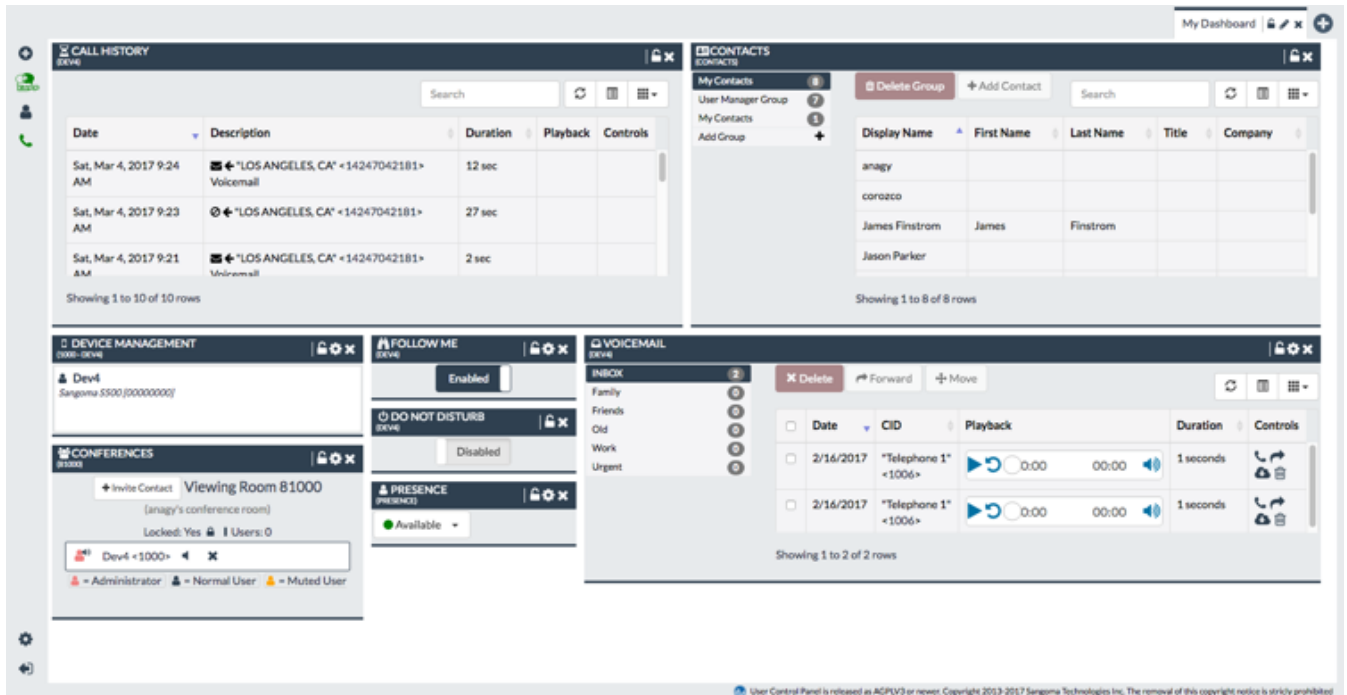 My Dashboard
CALL HISTORY
(DEV4)
Search
Date Description Duration Playback Controls
Sat, Mar 4, 2017 9:24 AM "LOS ANGELES, CA" <14247042181> Voicemail 12 sec
Sat, Mar 4, 2017 9:23 AM "LOS ANGELES, CA" <14247042181> 27 sec
Sat, Mar 4, 2017 9:21 AM "LOS ANGELES, CA" <14247042181> Voicemail 2 sec
Showing 1 to 10 of 10 rows
CONTACTS
(CONTACTS)
My Contacts 8
User Manager Group 7
My Contacts 1
Add Group
Delete Group Add Contact Search
Display Name First Name Last Name Title Company
anagy
corozco
James Finstrom James Finstrom
Jason Parker
Showing 1 to 8 of 8 rows
DEVICE MANAGEMENT
(1000 - DEV4)
Dev4
Sangoma S500 [00000000]
CONFERENCES
(81000)
Invite Contact Viewing Room 81000
(anagy's conference room)
Locked: Yes | Users: 0
Dev4 <1000>
= Administrator = Normal User = Muted User
FOLLOW ME
(DEV4)
Enabled
DO NOT DISTURB
(DEV4)
Disabled
PRESENCE
(PRESENCE)
Available
VOICEMAIL
(DEV4)
INBOX 2
Family 0
Friends 0
Old 0
Work 0
Urgent 0
Delete Forward Move
Date CID Playback Duration Controls
2/16/2017 "Telephone 1" <1006> 0:00 00:00 1 seconds
2/16/2017 "Telephone 1" <1006> 0:00 00:00 1 seconds
Showing 1 to 2 of 2 rows
User Control Panel is released as AGPLV3 or newer. Copyright 2013-2017 Sangoma Technologies Inc. The removal of this copyright notice is strictly prohibited